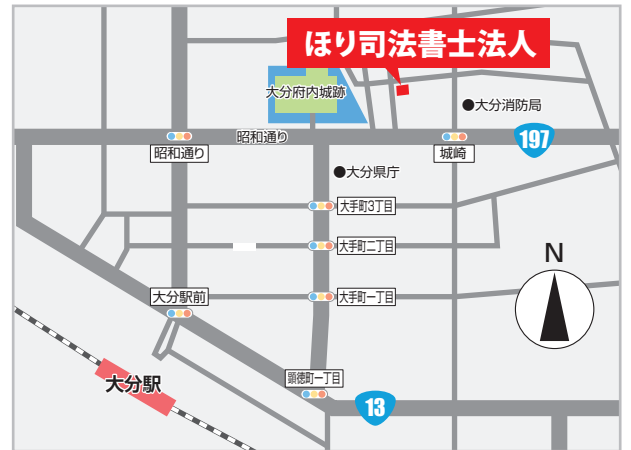 ほり司法書士法人
大分府内城跡
●大分消防局
昭和通り
昭和通り
城崎
197
●大分県庁
大手町3丁目
大手町二丁目
N
大分駅前
大手町一丁目
大分駅
顕徳町一丁目
13